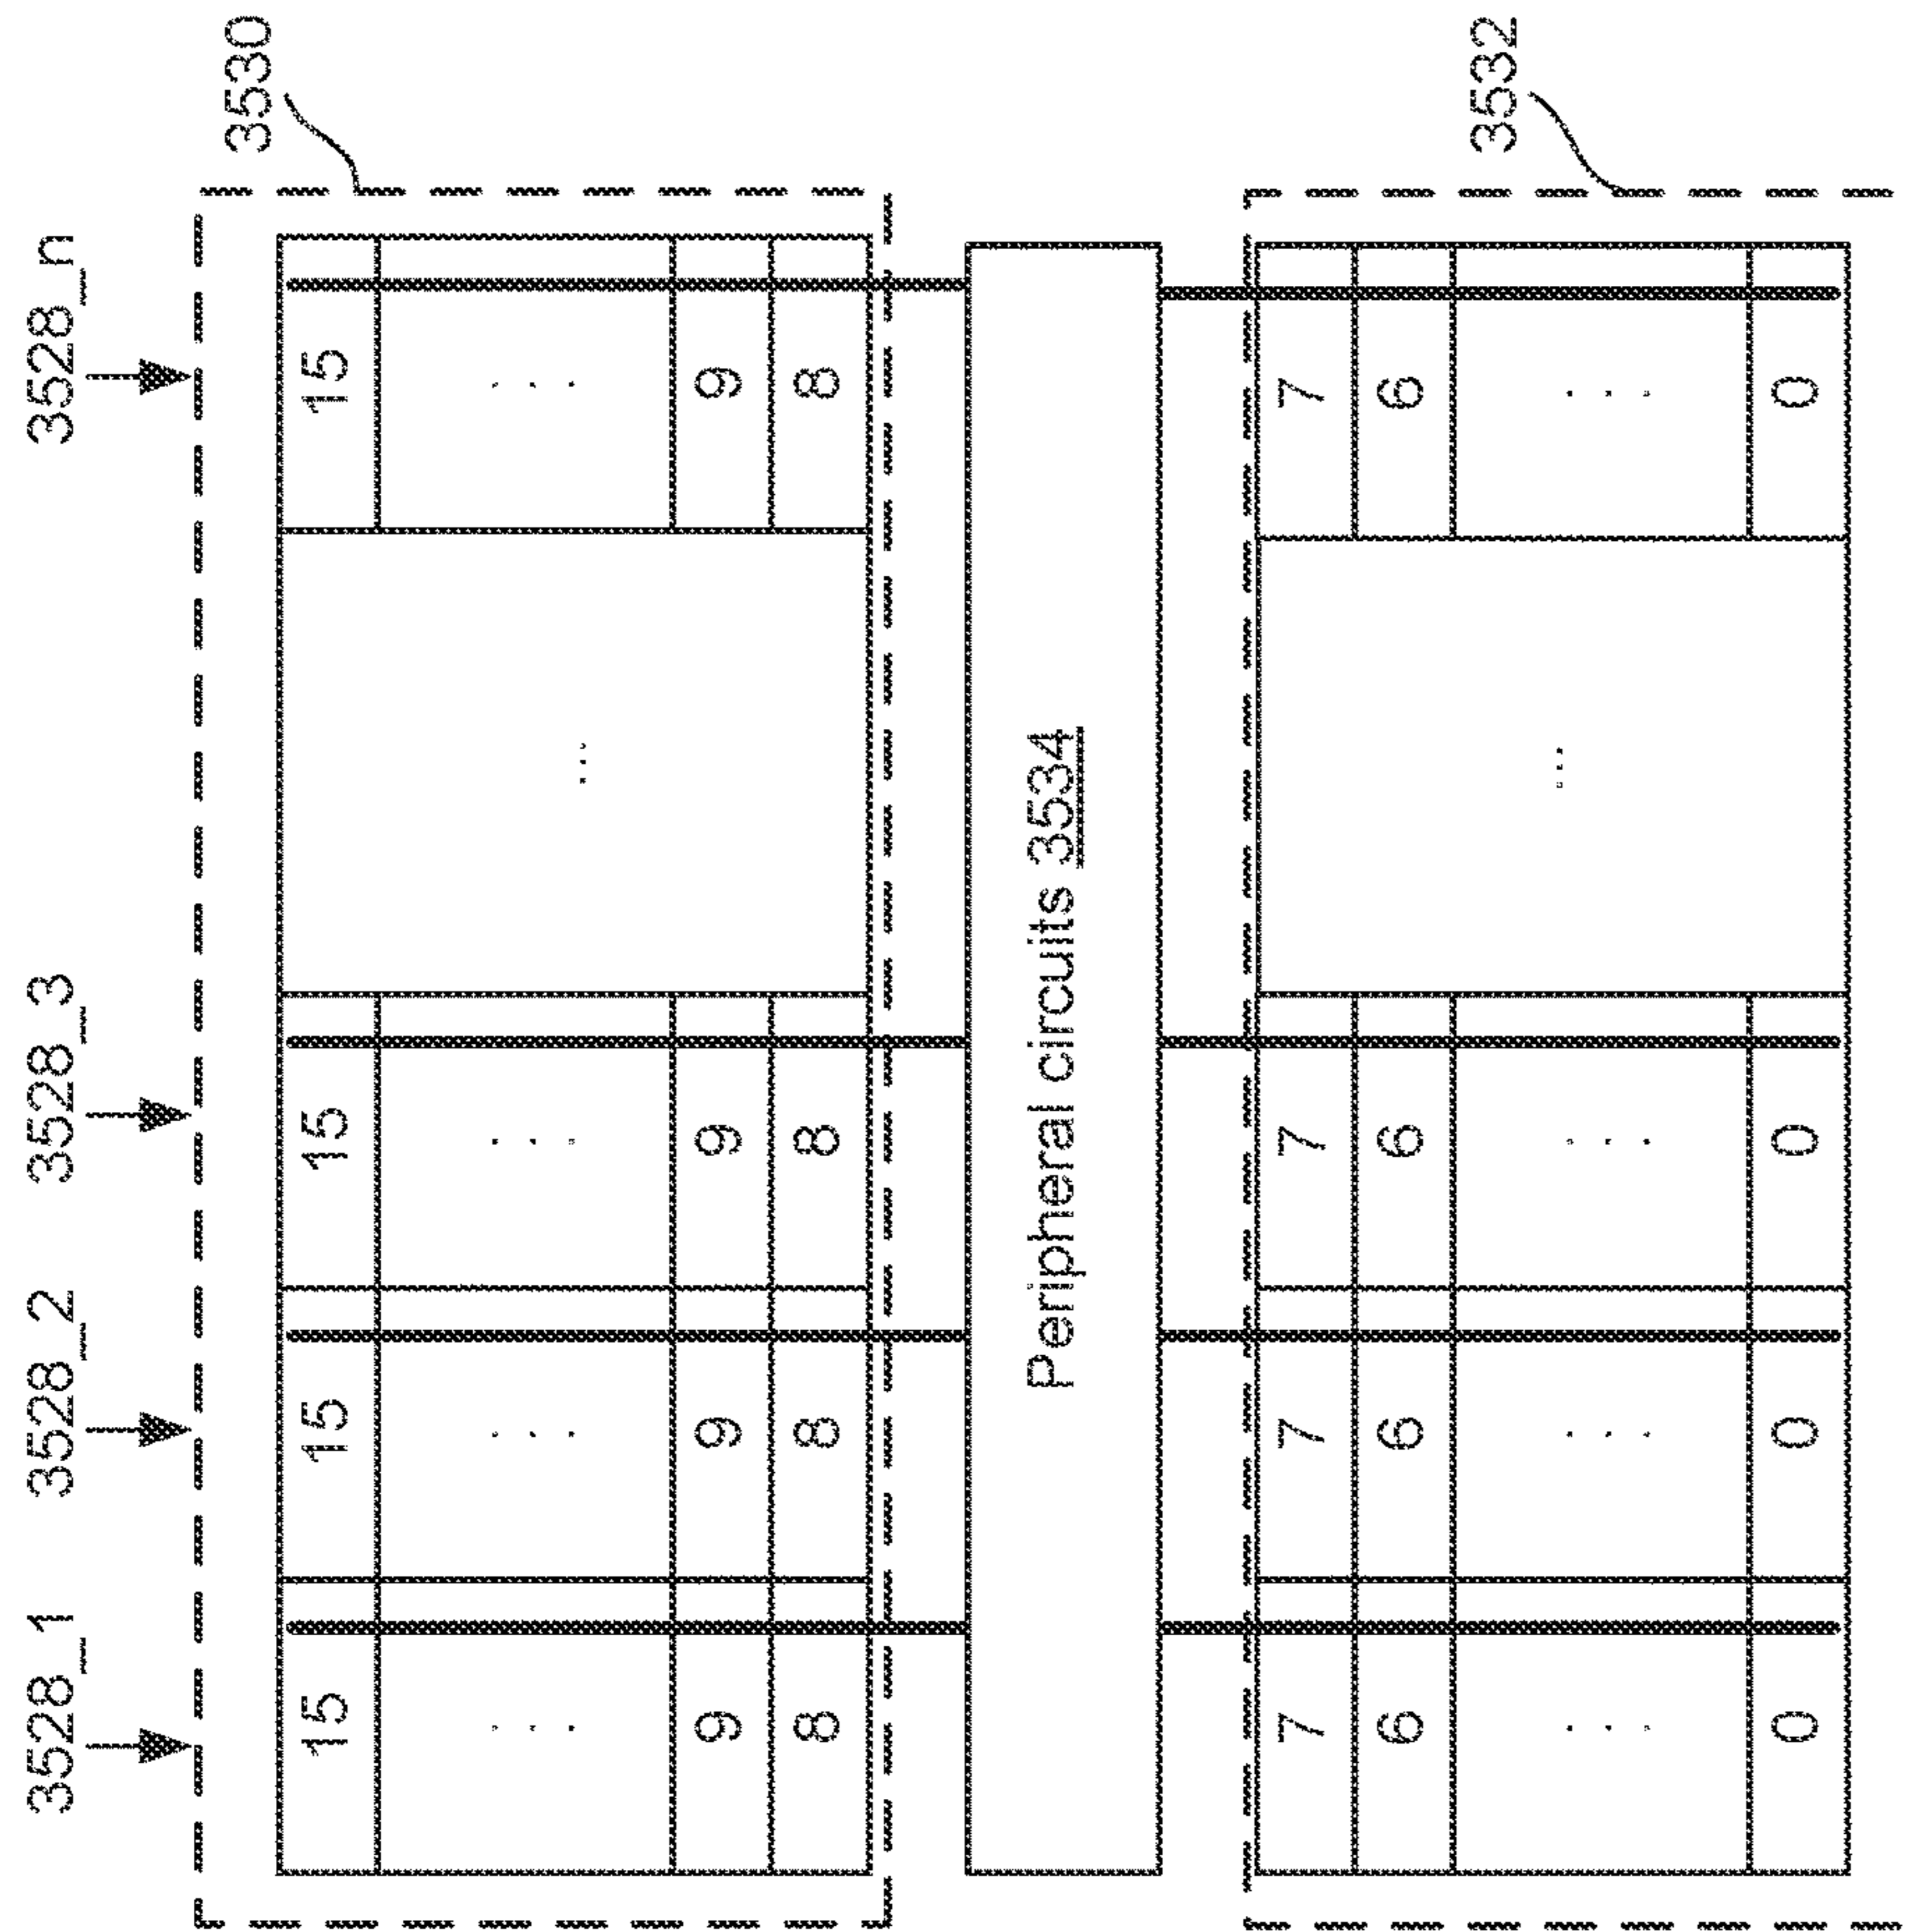 3528_1 3528_2 3528_3 3528_n
3530
15 15 15 ... 15
9 9 9 9
8 8 8 8
Peripheral circuits 3534
7 7 7 7
6 6 6 6
3532
0 0 0 ... 0